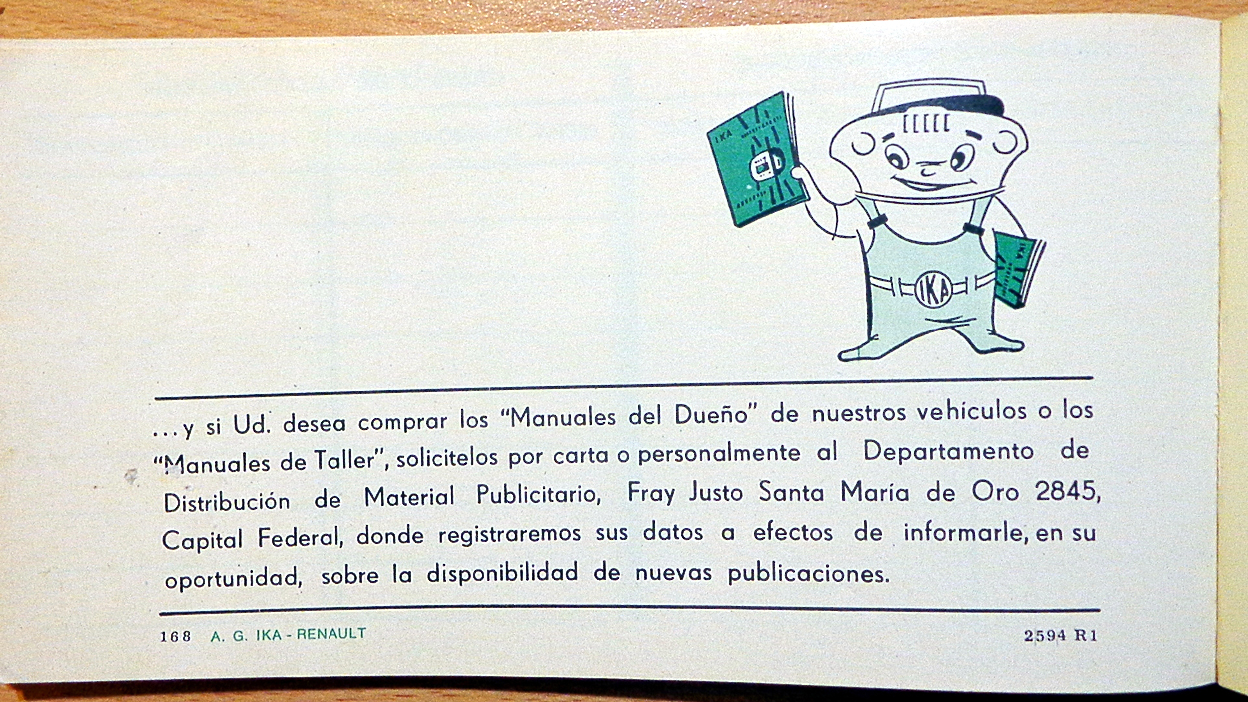 IKA
IKA
IKA
...y si Ud. desea comprar los “Manuales del Dueño” de nuestros vehículos o los
“Manuales de Taller”, solicitelos por carta o personalmente al Departamento de
Distribución de Material Publicitario, Fray Justo Santa María de Oro 2845,
Capital Federal, donde registraremos sus datos a efectos de informarle, en su
oportunidad, sobre la disponibilidad de nuevas publicaciones.
168 A. G. IKA - RENAULT
2594 R1